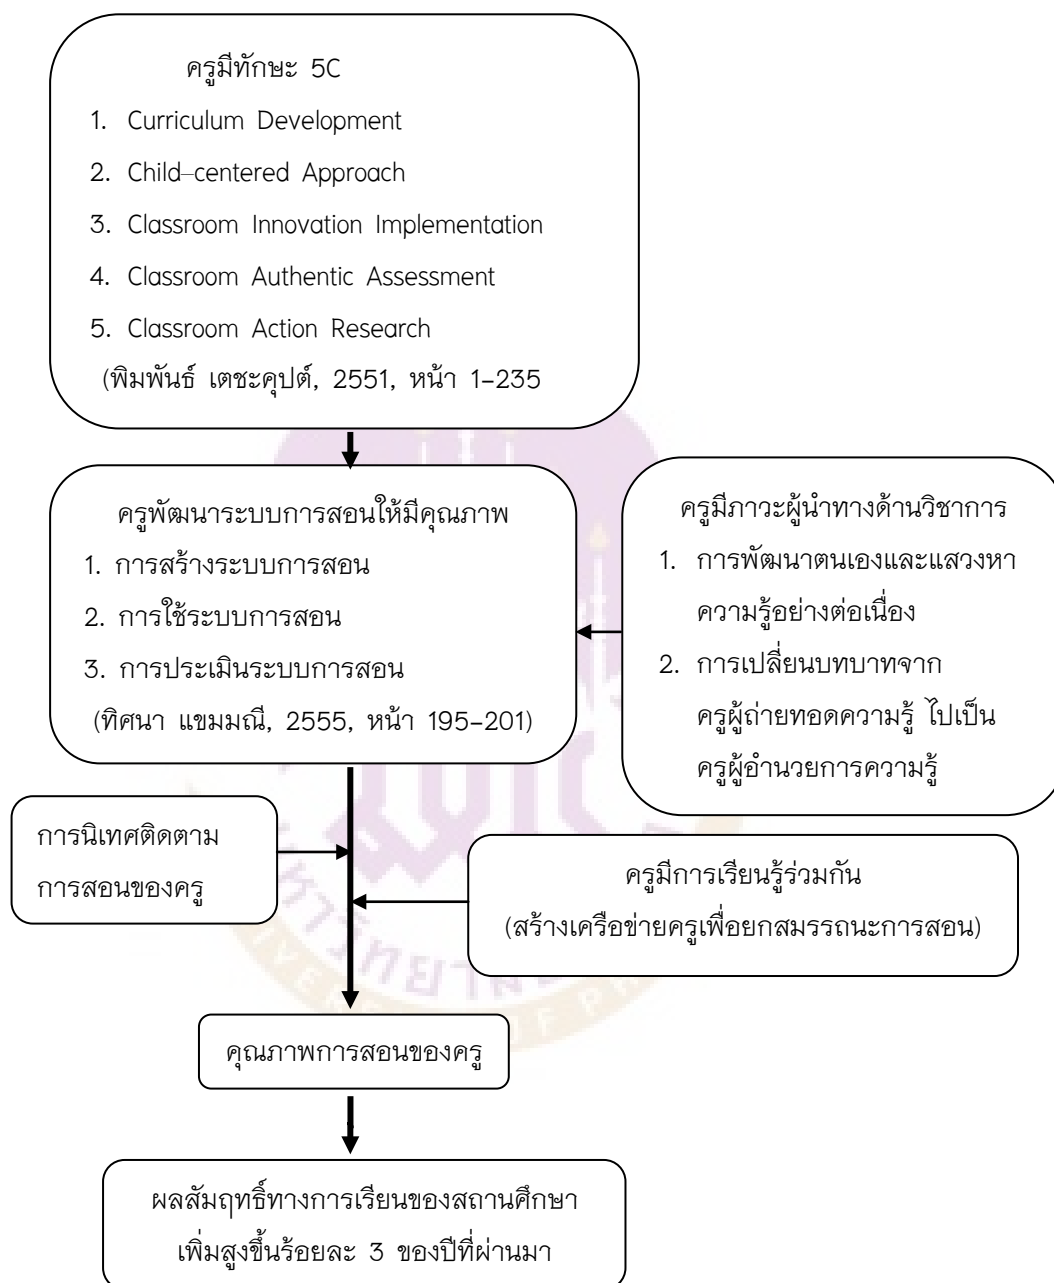 ครูมีทักษะ 5C
1. Curriculum Development
2. Child–centered Approach
3. Classroom Innovation Implementation
4. Classroom Authentic Assessment
5. Classroom Action Research
(พิมพันธ์ เตชะคุปต์, 2551, หน้า 1–235
ครูพัฒนาระบบการสอนให้มีคุณภาพ
1. การสร้างระบบการสอน
2. การใช้ระบบการสอน
3. การประเมินระบบการสอน
(ทิศนา แขมมณี, 2555, หน้า 195–201)
ครูมีภาวะผู้นำทางด้านวิชาการ
1. การพัฒนาตนเองและแสวงหา
ความรู้อย่างต่อเนื่อง
2. การเปลี่ยนบทบาทจาก
ครูผู้ถ่ายทอดความรู้ ไปเป็น
ครูผู้อำนวยการความรู้
การนิเทศติดตาม
การสอนของครู
ครูมีการเรียนรู้ร่วมกัน
(สร้างเครือข่ายครูเพื่อยกสมรรถนะการสอน)
คุณภาพการสอนของครู
ผลสัมฤทธิ์ทางการเรียนของสถานศึกษา
เพิ่มสูงขึ้นร้อยละ 3 ของปีที่ผ่านมา